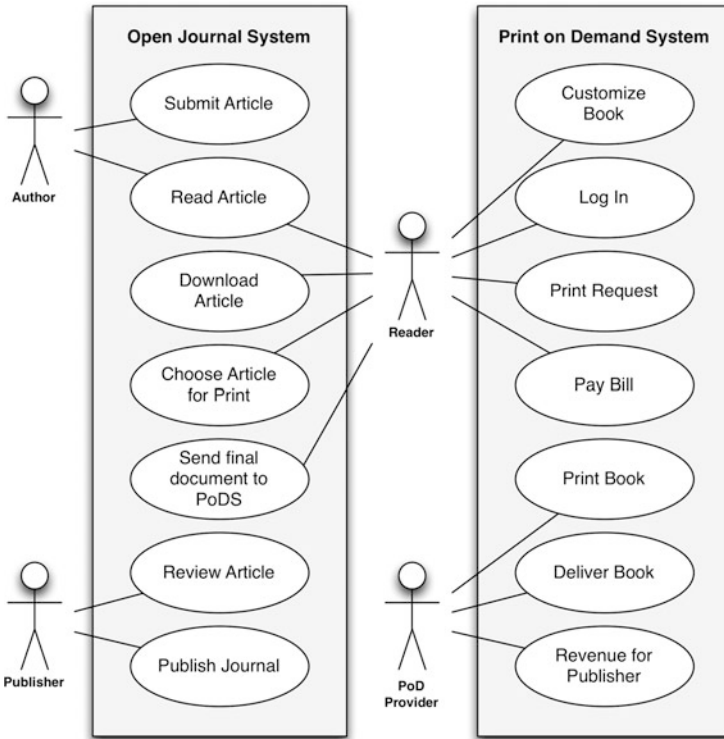 Open Journal System
Submit Article
Author
Read Article
Download
Article
Choose Article
for Print
Send final
document to
PoDS
Review Article
Publisher
Publish Journal
Reader
Print on Demand System
Customize
Book
Log In
Print Request
Pay Bill
Print Book
Deliver Book
PoD
Provider
Revenue for
Publisher